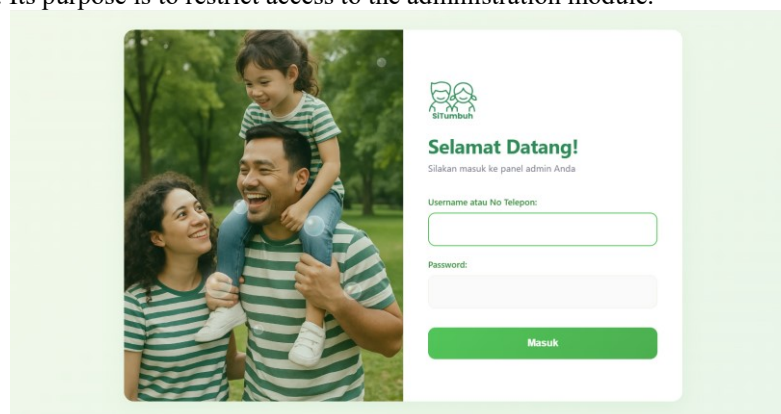 Its purpose is to restrict access to the administration module.
SiTumbuh
Selamat Datang!
Silakan masuk ke panel admin Anda
Username atau No Telepon:
Password:
Masuk